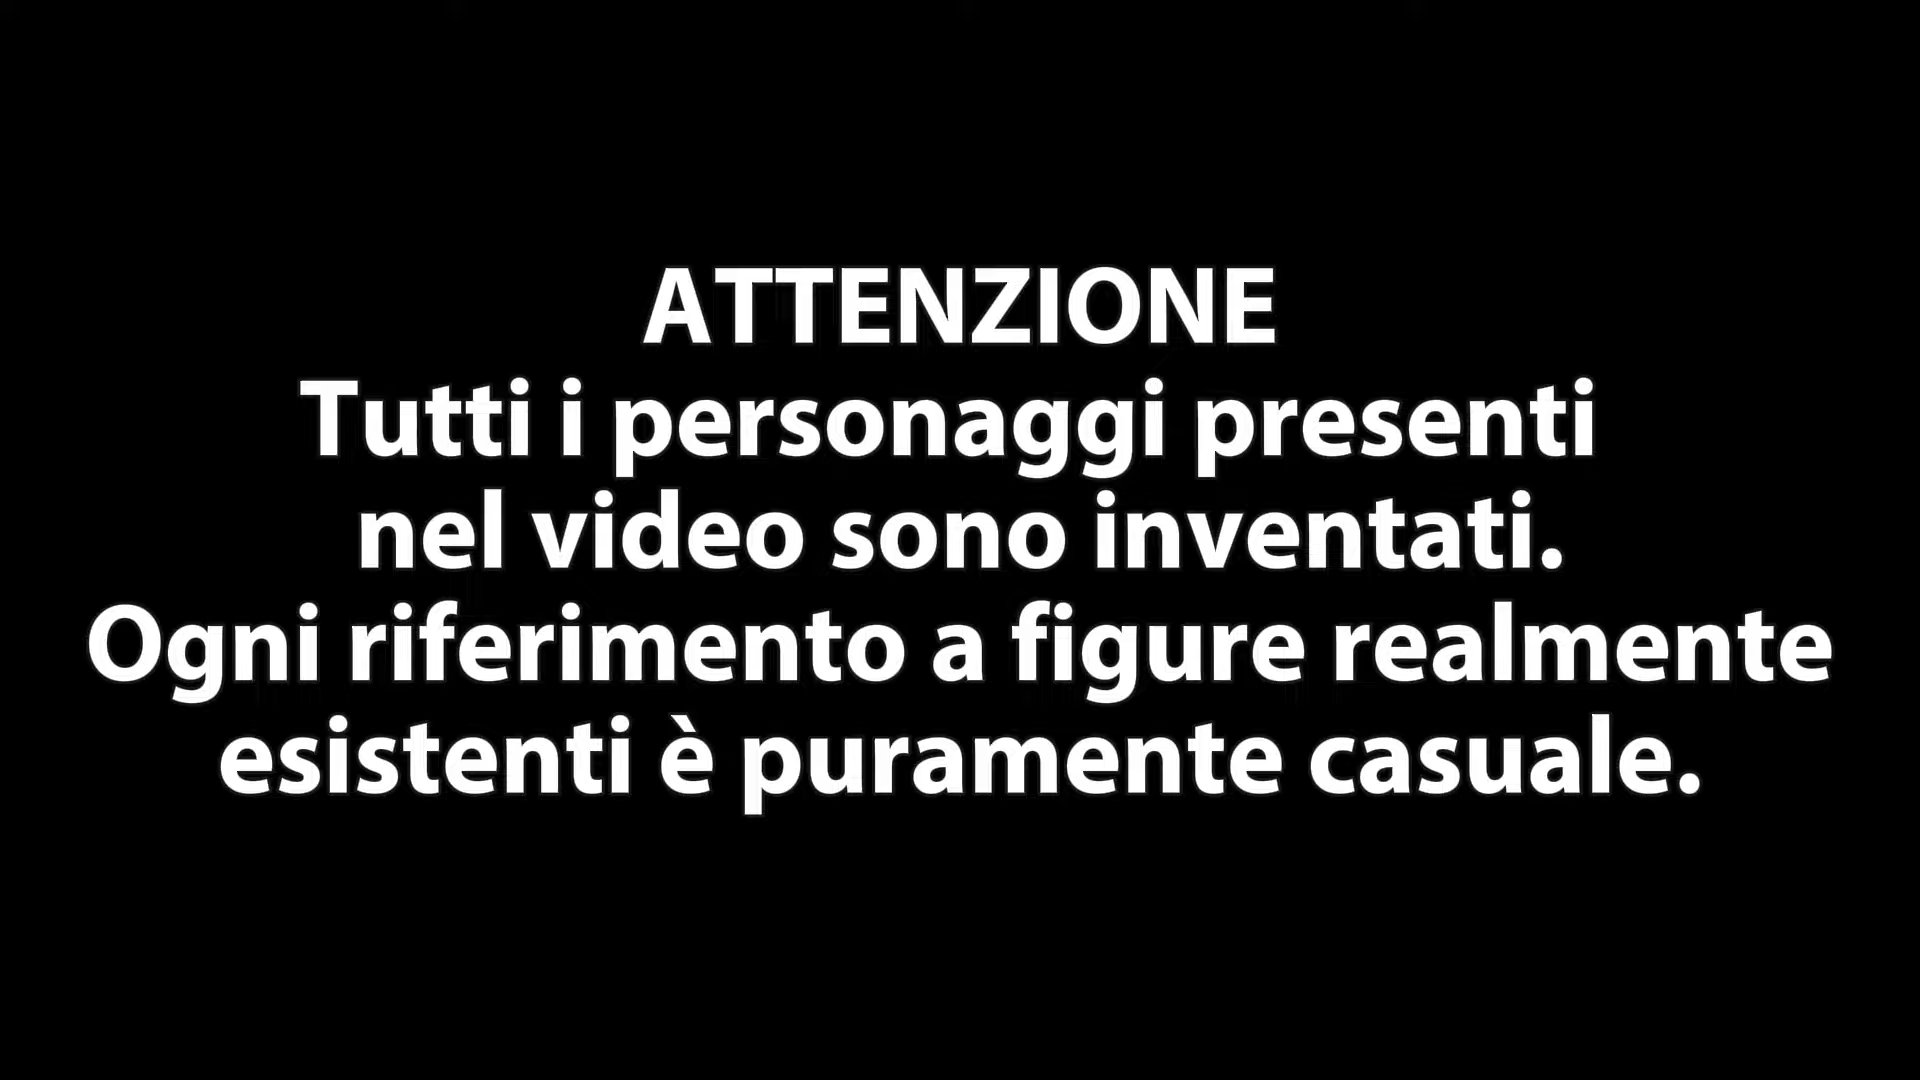 ATTENZIONE
Tutti i personaggi presenti
nel video sono inventati.
Ogni riferimento a figure realmente
esistenti è puramente casuale.